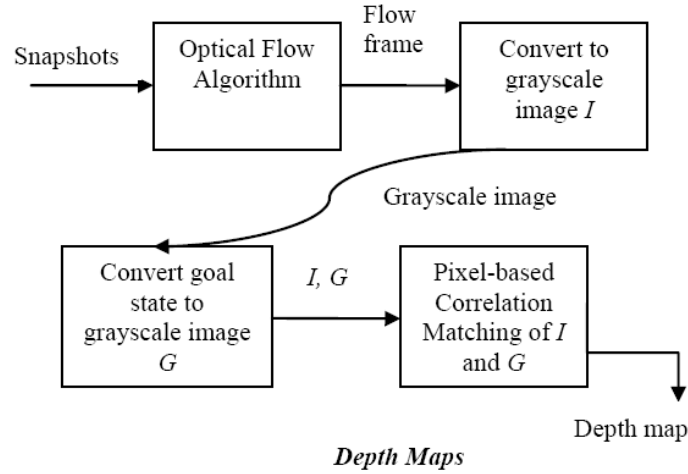 Snapshots
Optical Flow
Algorithm
Flow
frame
Convert to
grayscale
image I
Grayscale image
Convert goal
state to
grayscale image
G
I, G
Pixel-based
Correlation
Matching of I
and G
Depth map
Depth Maps